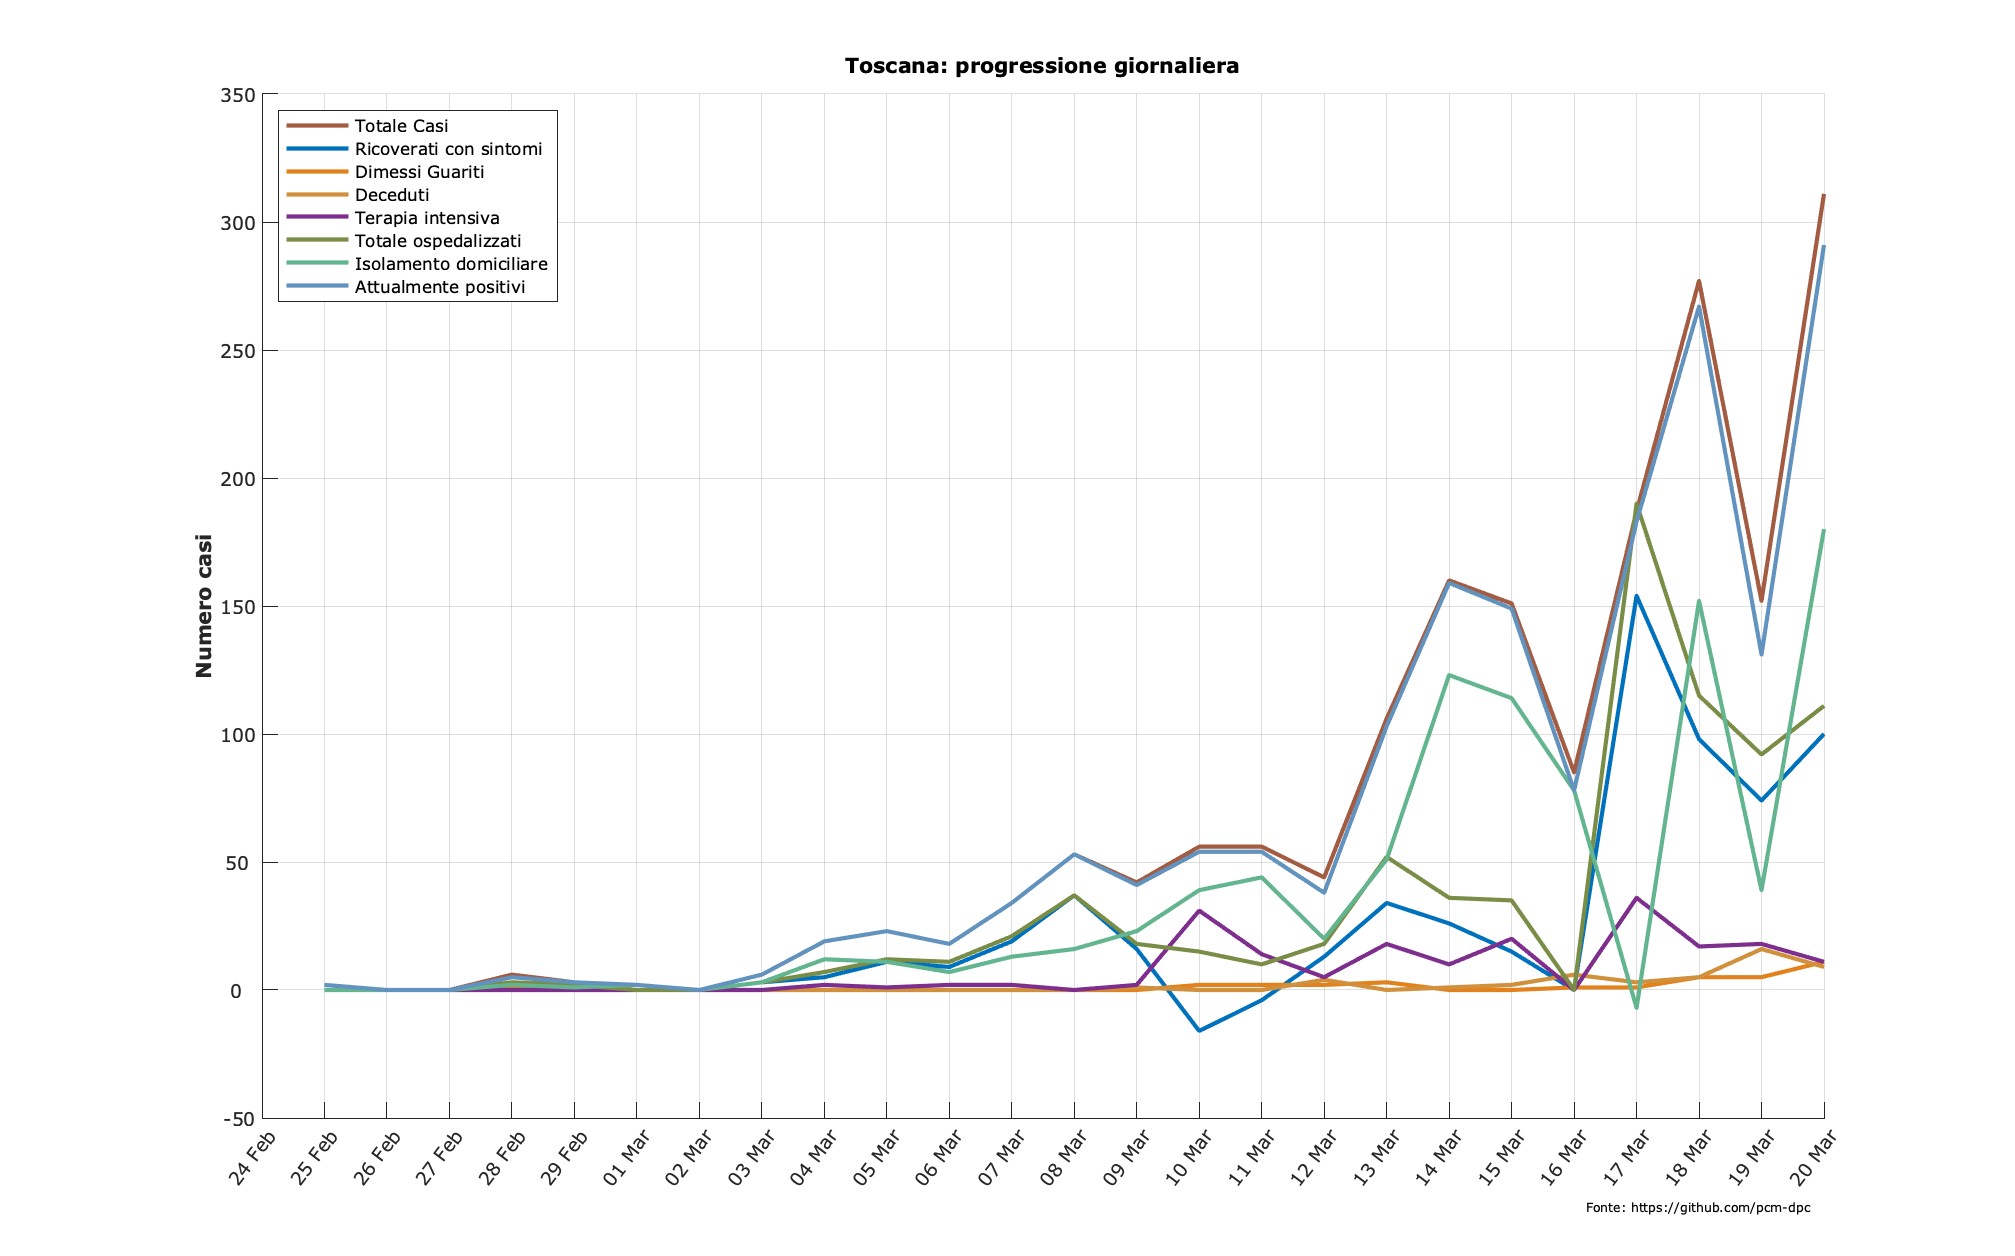 Toscana: progressione giornaliera
350
300
250
200
150
100
50
0
-50
Numero casi
Totale Casi
Ricoverati con sintomi
Dimessi Guariti
Deceduti
Terapia intensiva
Totale ospedalizzati
Isolamento domiciliare
Attualmente positivi
24 Feb
25 Feb
26 Feb
27 Feb
28 Feb
29 Feb
01 Mar
02 Mar
03 Mar
04 Mar
05 Mar
06 Mar
07 Mar
08 Mar
09 Mar
10 Mar
11 Mar
12 Mar
13 Mar
14 Mar
15 Mar
16 Mar
17 Mar
18 Mar
19 Mar
20 Mar
Fonte: https://github.com/pcm-dpc